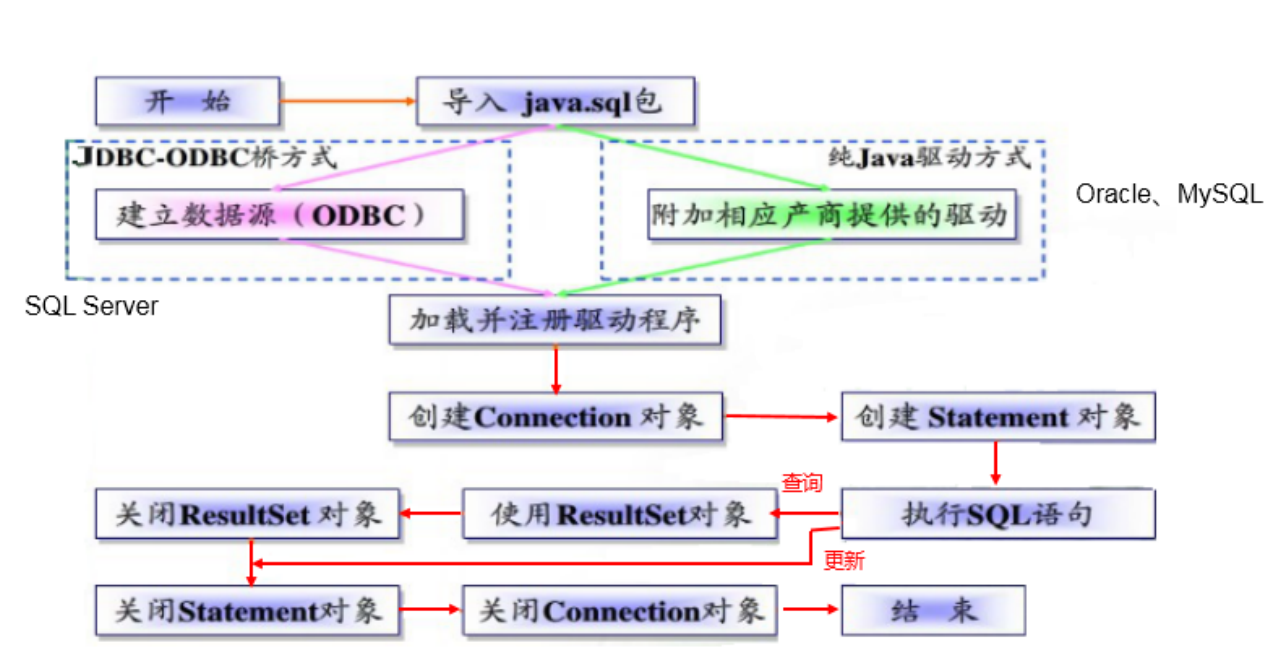 开 始
导入 java.sql包
JDBC-ODBC桥方式
纯Java驱动方式
建立数据源（ODBC）
附加相应产商提供的驱动
Oracle、MySQL
SQL Server
加载并注册驱动程序
创建Connection 对象
创建 Statement 对象
查询
关闭ResultSet 对象
使用ResultSet对象
执行SQL语句
更新
关闭Statement对象
关闭Connection对象
结 束